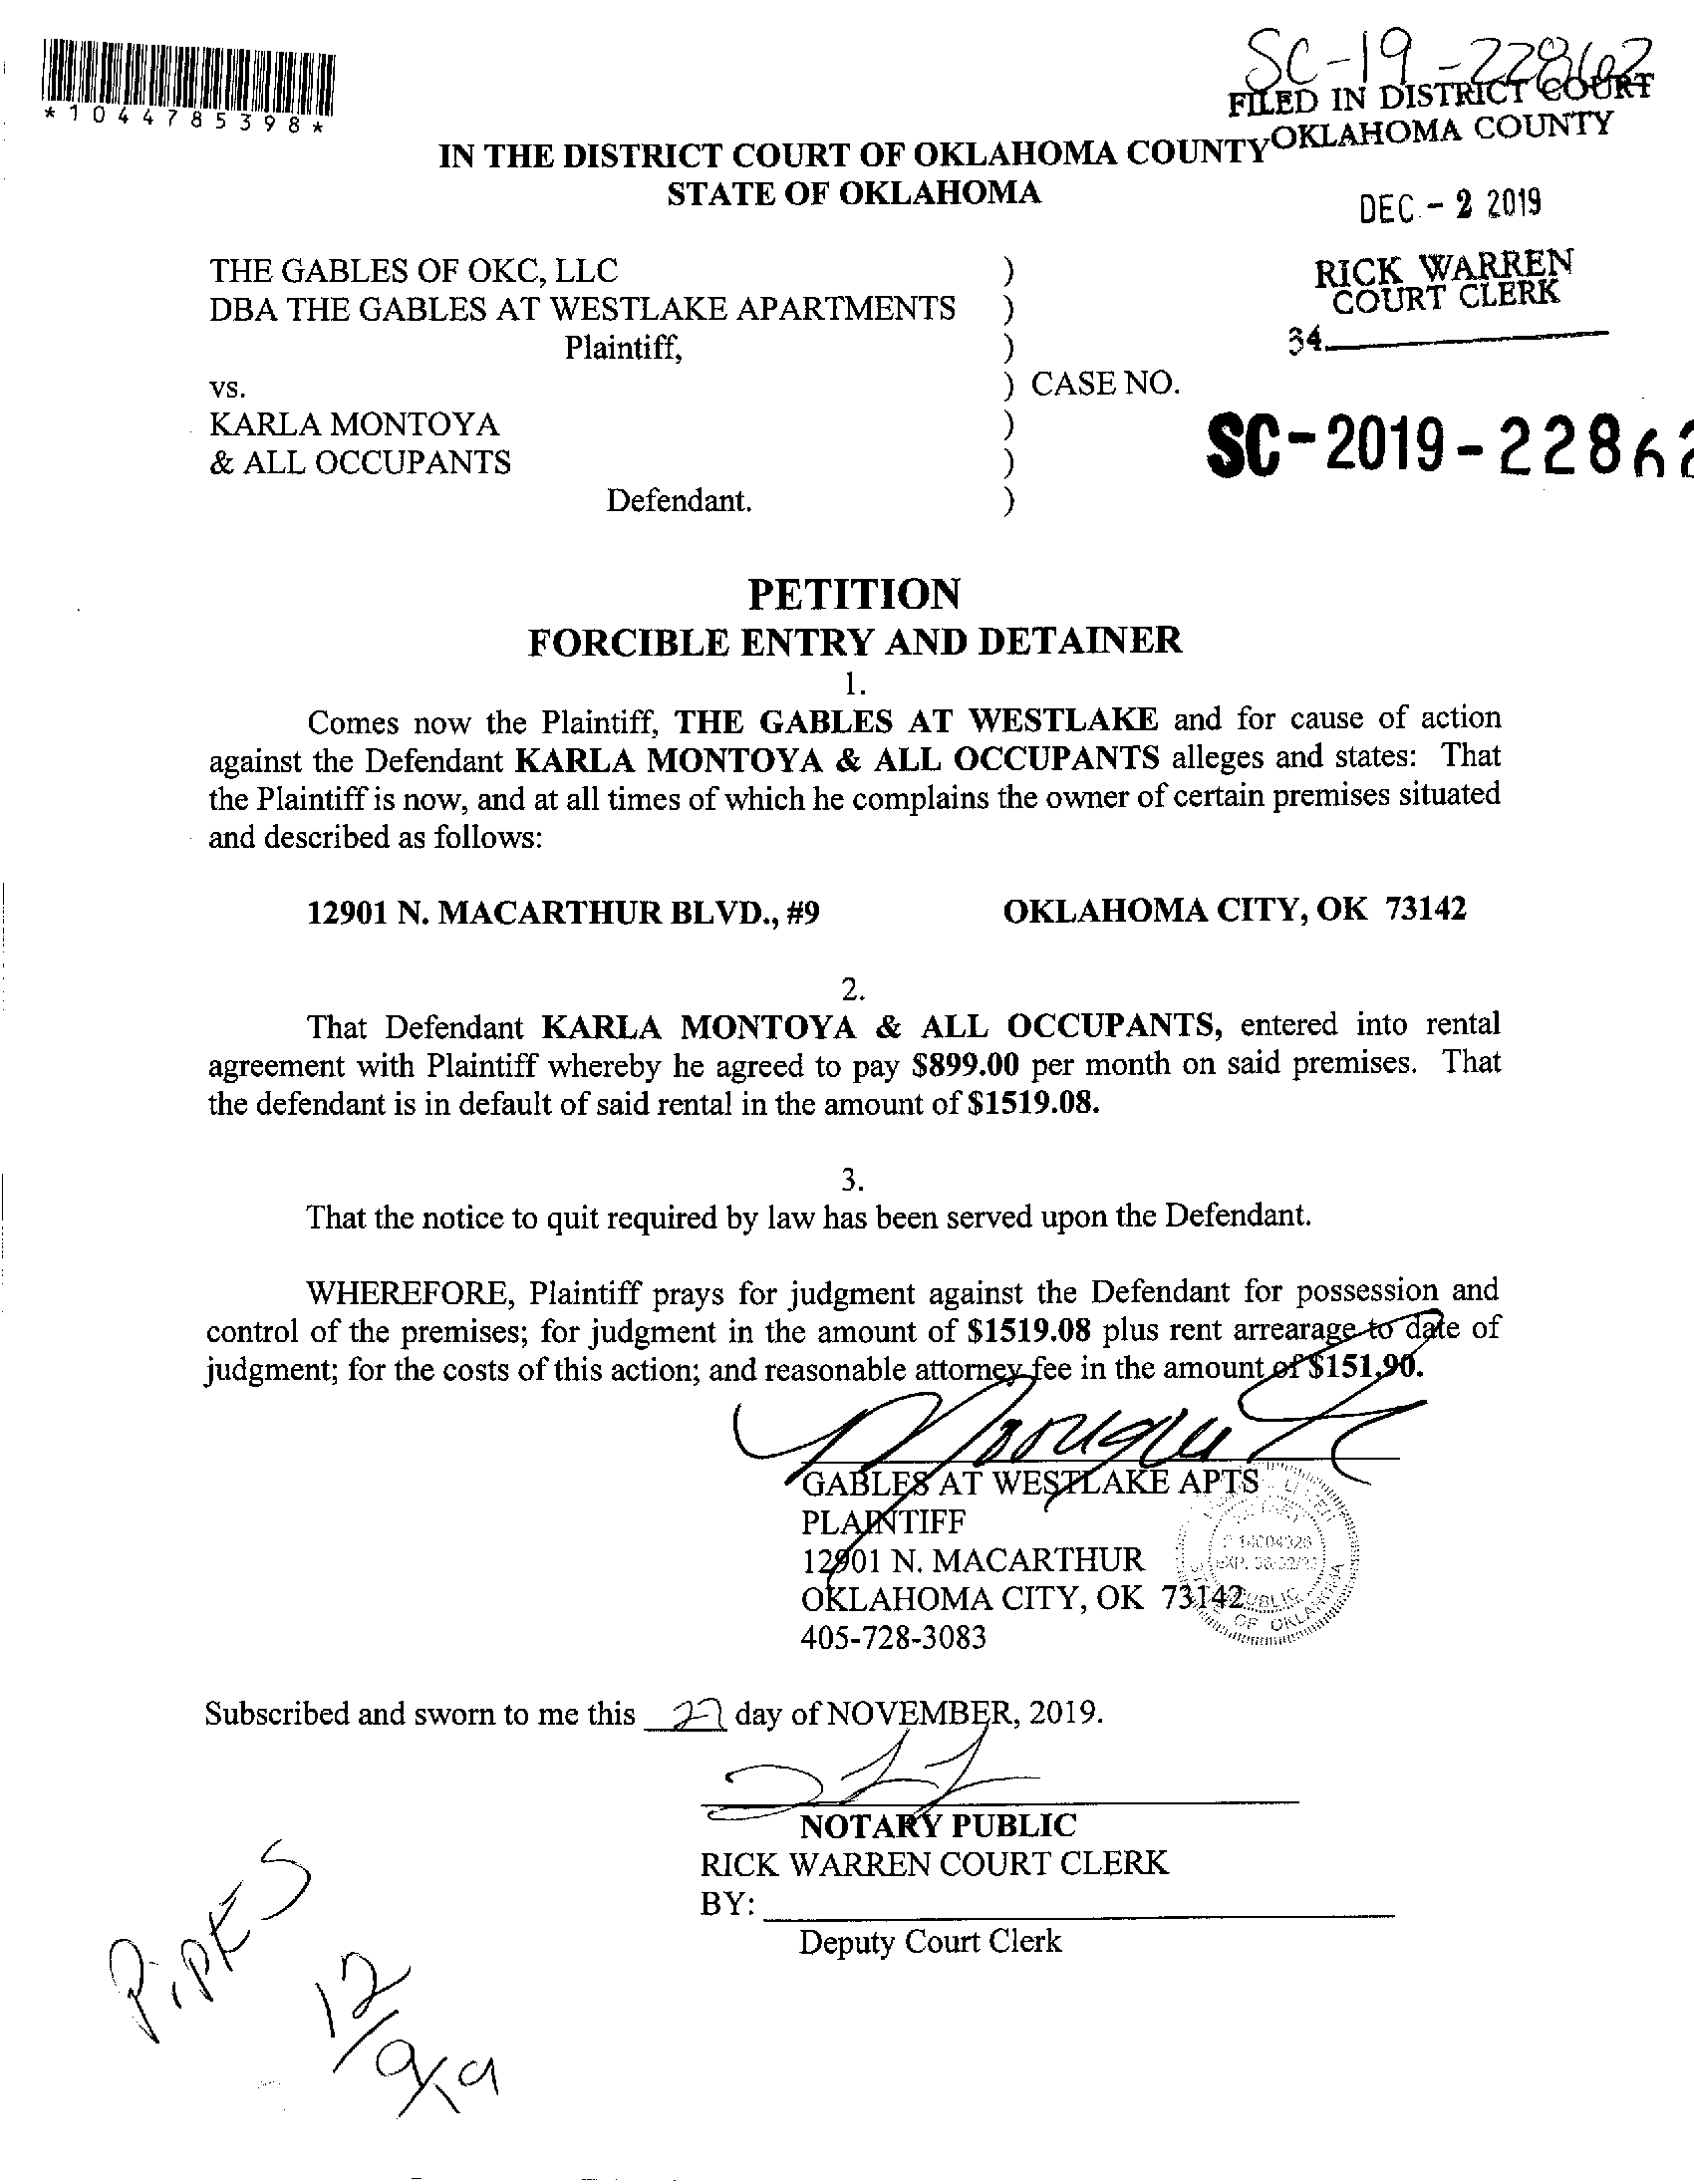 SC-19-22862
*1044785398*
FILED IN DISTRICT COURT
OKLAHOMA COUNTY
IN THE DISTRICT COURT OF OKLAHOMA COUNTY
STATE OF OKLAHOMA
DEC - 2 2019
RICK WARREN
COURT CLERK
34
THE GABLES OF OKC, LLC )
DBA THE GABLES AT WESTLAKE APARTMENTS )
Plaintiff, )
vs. ) CASE NO.
KARLA MONTOYA )
& ALL OCCUPANTS )
Defendant. )
SC-2019-22862
PETITION
FORCIBLE ENTRY AND DETAINER
1.
Comes now the Plaintiff, THE GABLES AT WESTLAKE and for cause of action
against the Defendant KARLA MONTOYA & ALL OCCUPANTS alleges and states: That
the Plaintiff is now, and at all times of which he complains the owner of certain premises situated
and described as follows:
12901 N. MACARTHUR BLVD., #9 OKLAHOMA CITY, OK 73142
2.
That Defendant KARLA MONTOYA & ALL OCCUPANTS, entered into rental
agreement with Plaintiff whereby he agreed to pay $899.00 per month on said premises. That
the defendant is in default of said rental in the amount of $1519.08.
3.
That the notice to quit required by law has been served upon the Defendant.
WHEREFORE, Plaintiff prays for judgment against the Defendant for possession and
control of the premises; for judgment in the amount of $1519.08 plus rent arrearage to date of
judgment; for the costs of this action; and reasonable attorney fee in the amount of $151.90.
GABLES AT WESTLAKE APTS
PLAINTIFF
12901 N. MACARTHUR
OKLAHOMA CITY, OK 73142
405-728-3083
PUBLIC
OF OKLAHOMA
Subscribed and sworn to me this 27 day of NOVEMBER, 2019.
NOTARY PUBLIC
RICK WARREN COURT CLERK
BY:
Deputy Court Clerk
PIPKES
12/9/19